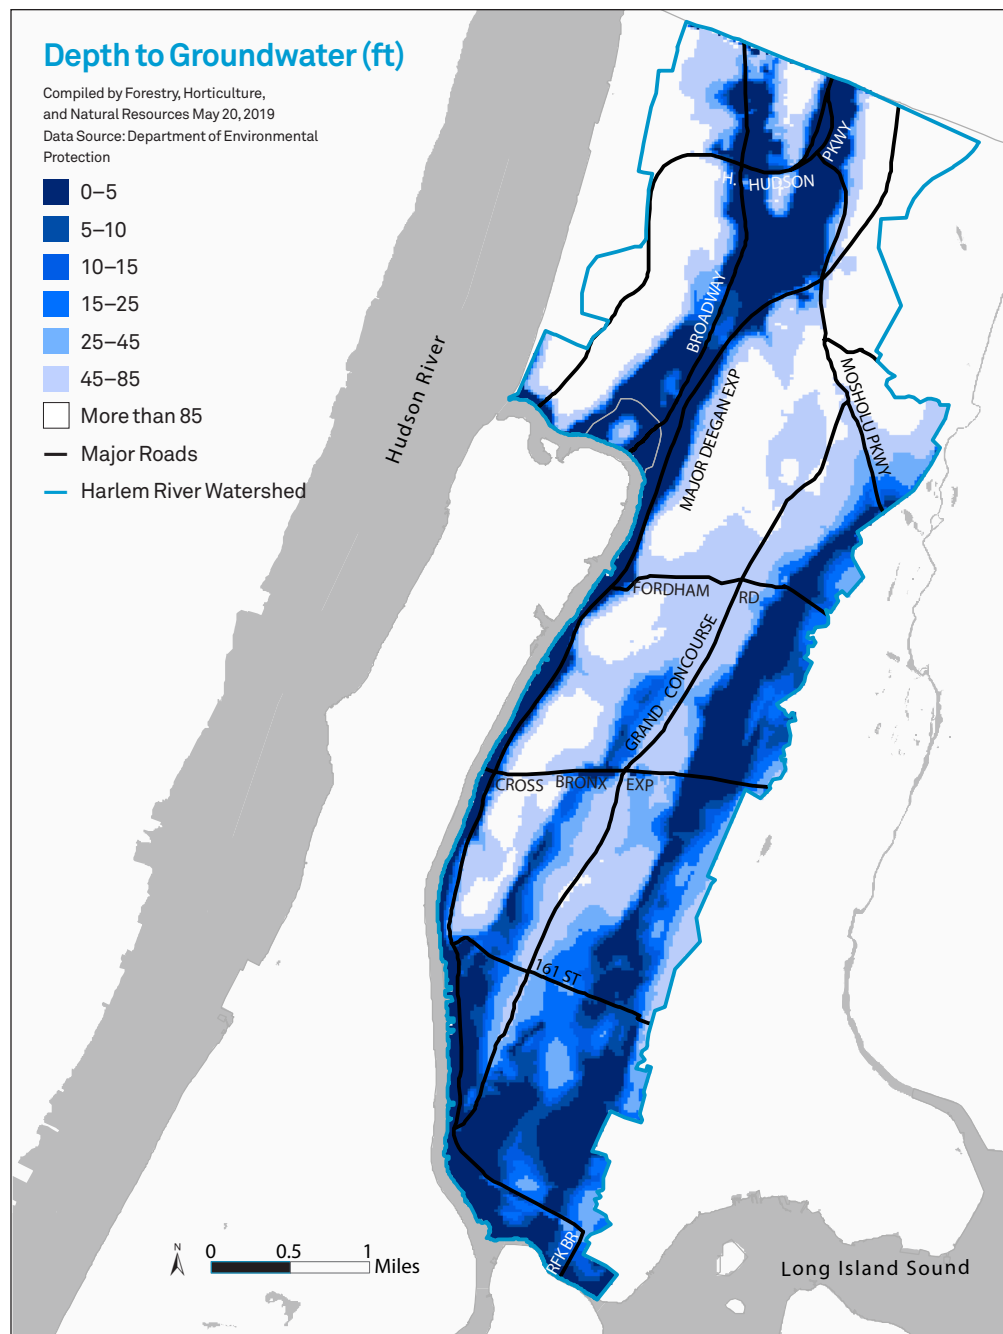 Depth to Groundwater (ft)
Compiled by Forestry, Horticulture,
and Natural Resources May 20, 2019
Data Source: Department of Environmental
Protection
0–5
5–10
10–15
15–25
25–45
45–85
More than 85
Major Roads
Harlem River Watershed
Hudson River
H. HUDSON PKWY
BROADWAY
MAJOR DEEGAN EXP
MOSHOLU PKWY
FORDHAM RD
GRAND CONCOURSE
CROSS BRONX EXP
161 ST
RFK BR
N
0 0.5 1
Miles
Long Island Sound